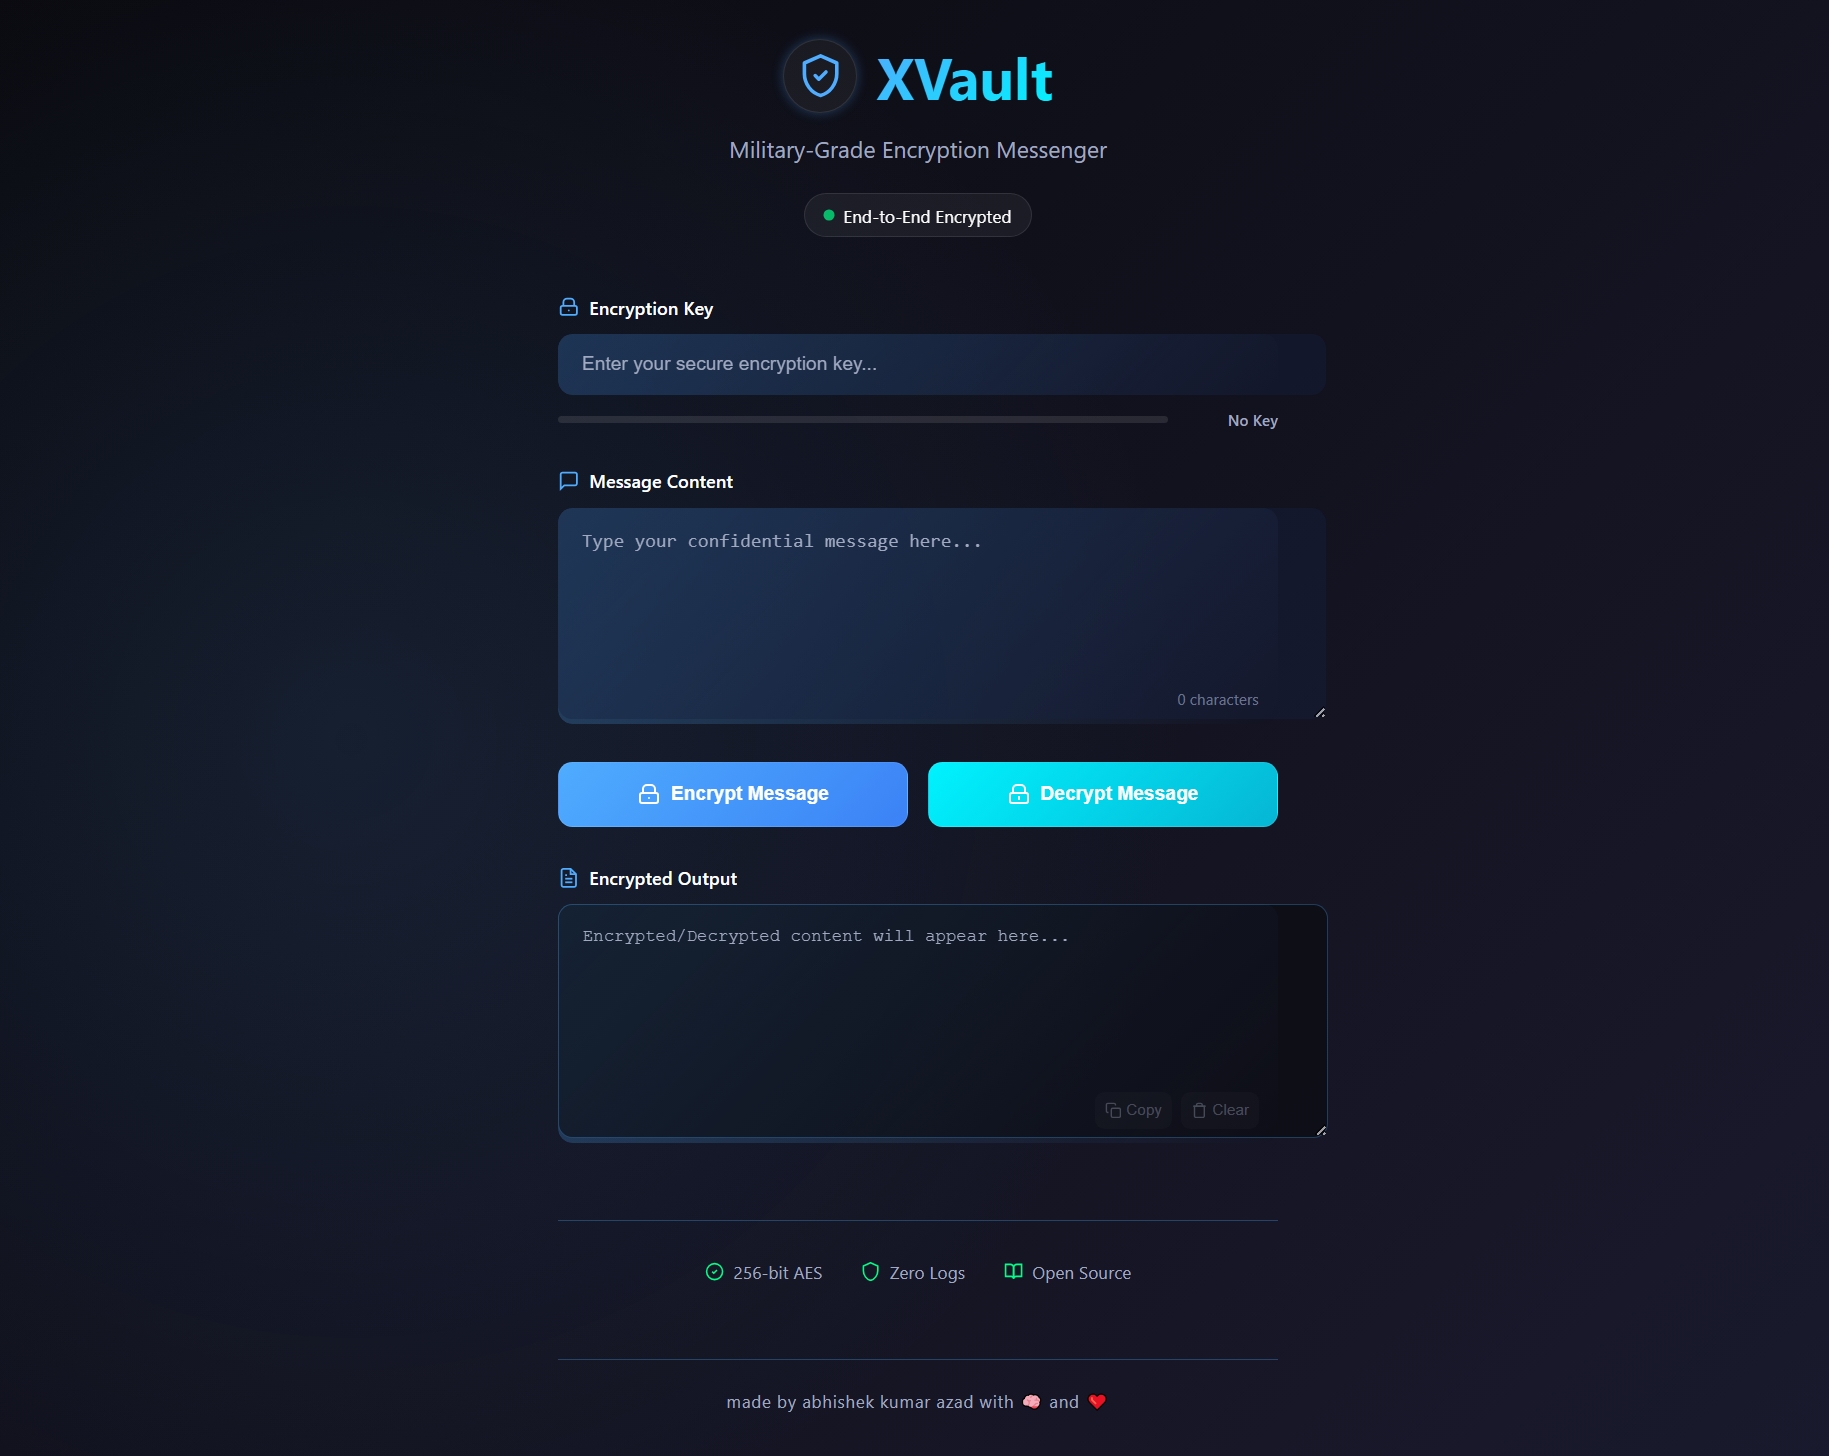 XVault
Military-Grade Encryption Messenger
End-to-End Encrypted
Encryption Key
Enter your secure encryption key...
No Key
Message Content
Type your confidential message here...
0 characters
Encrypt Message
Decrypt Message
Encrypted Output
Encrypted/Decrypted content will appear here...
Copy
Clear
256-bit AES
Zero Logs
Open Source
made by abhishek kumar azad with 🧠 and ❤️